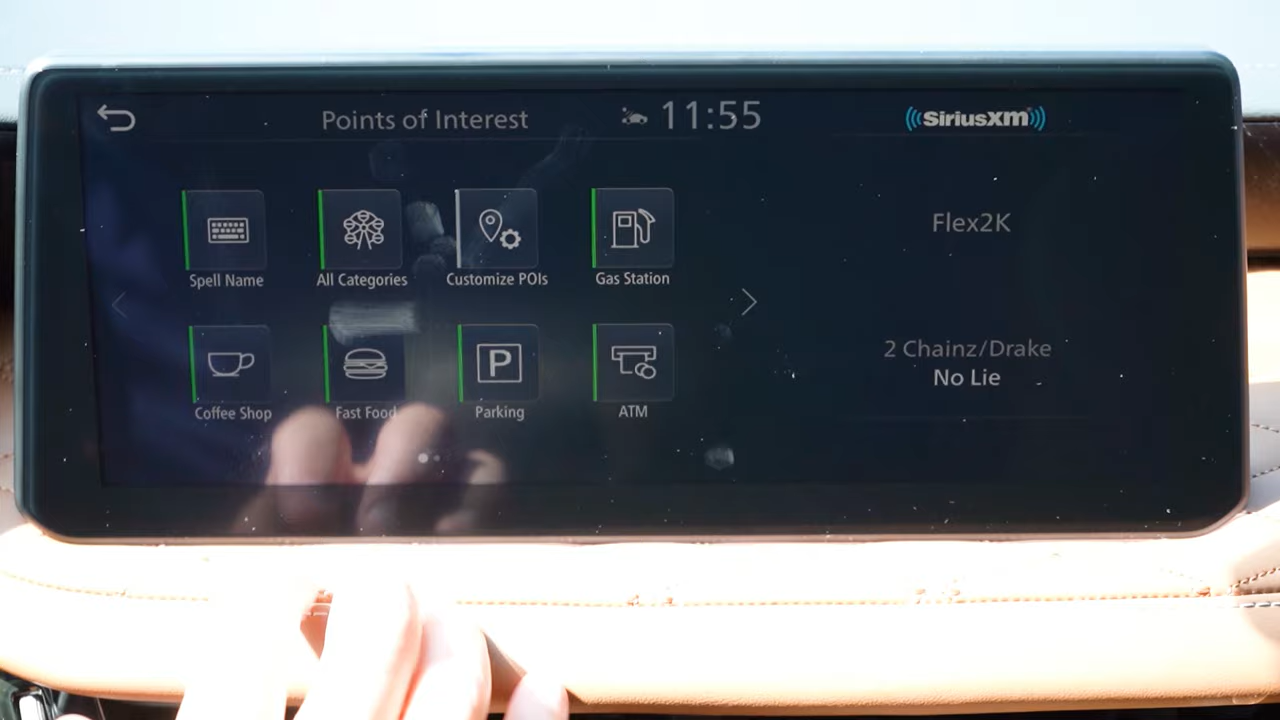 Points of Interest
11:55
SiriusXM
Spell Name
All Categories
Customize POIs
Gas Station
Flex2K
Coffee Shop
Fast Food
P
Parking
ATM
2 Chainz/Drake
No Lie